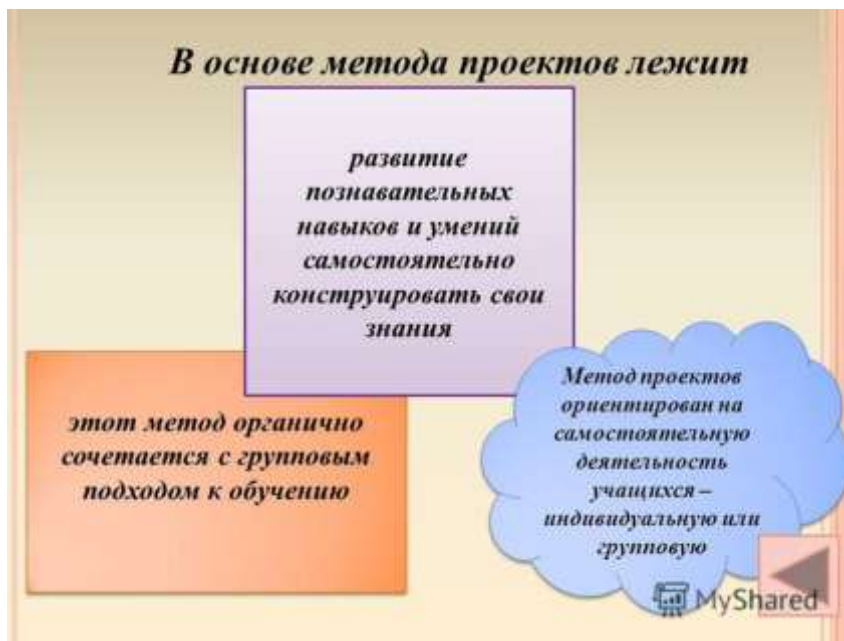 В основе метода проектов лежит
развитие
познавательных
навыков и умений
самостоятельно
конструировать свои
знания
этот метод органично
сочетается с групповым
подходом к обучению
Метод проектов
ориентирован на
самостоятельную
деятельность
учащихся –
индивидуальную или
групповую
MyShared